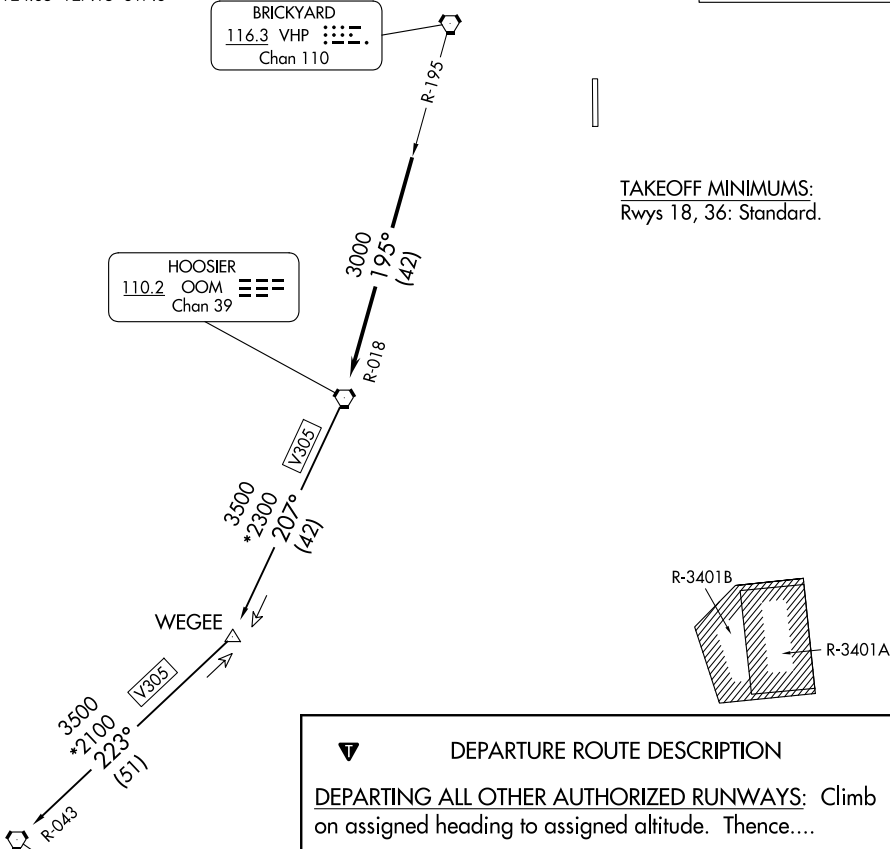 BRICKYARD
116.3 VHP
Chan 110
R-195
TAKEOFF MINIMUMS:
Rwys 18, 36: Standard.
3000
195°
(42)
HOOSIER
110.2 OOM
Chan 39
R-018
V305
3500
*2300
207°
(42)
R-3401B
R-3401A
WEGEE
V305
3500
*2100
223°
(51)
R-043
T DEPARTURE ROUTE DESCRIPTION
DEPARTING ALL OTHER AUTHORIZED RUNWAYS: Climb
on assigned heading to assigned altitude. Thence....